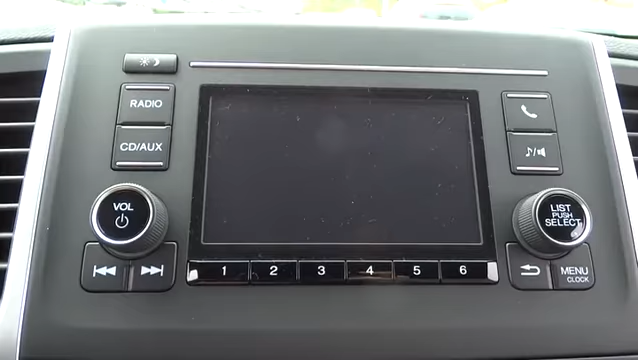 RADIO
CD/AUX
VOL
LIST
PUSH
SELECT
1 2 3 4 5 6
MENU
CLOCK